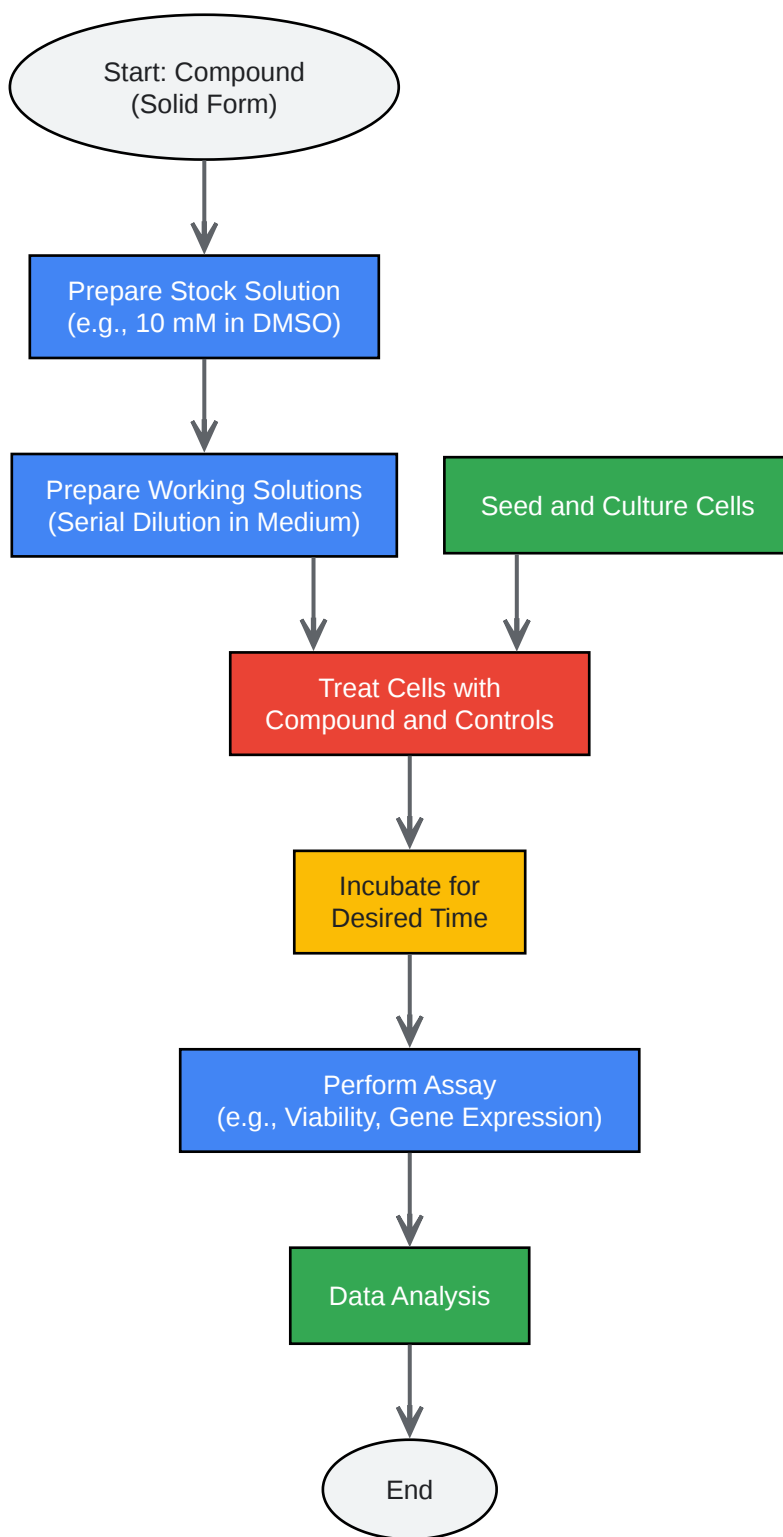 Start: Compound
(Solid Form)
Prepare Stock Solution
(e.g., 10 mM in DMSO)
Prepare Working Solutions
(Serial Dilution in Medium)
Seed and Culture Cells
Treat Cells with
Compound and Controls
Incubate for
Desired Time
Perform Assay
(e.g., Viability, Gene Expression)
Data Analysis
End